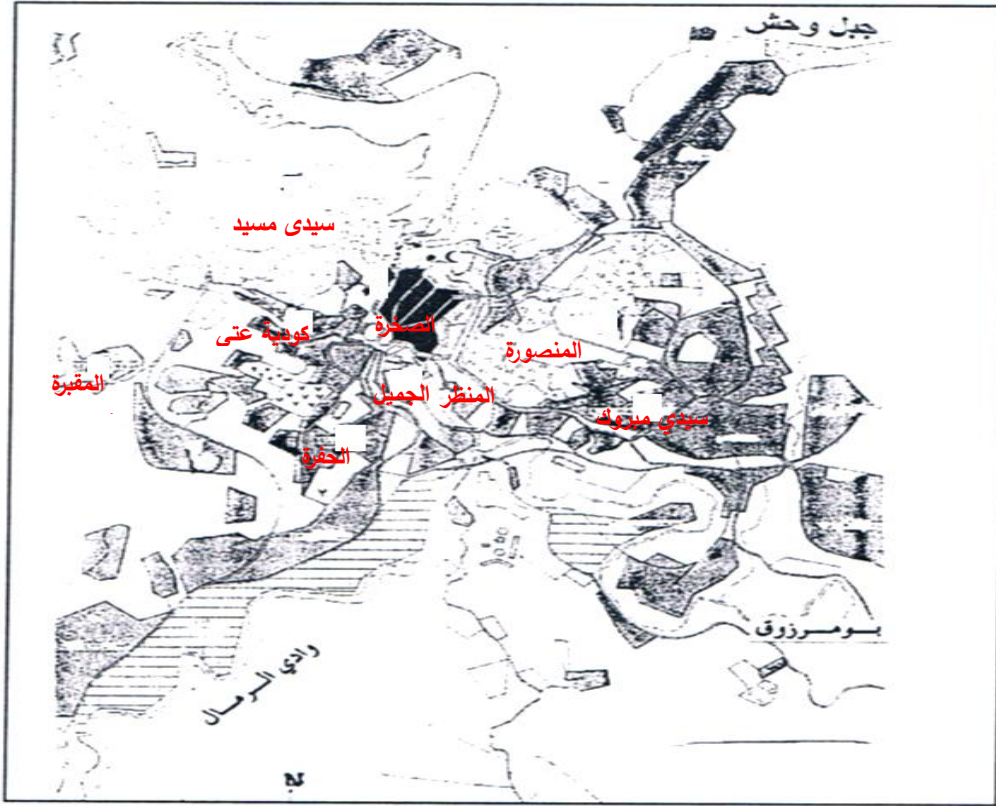 جبل وحش
سيدى مسيد
الصخرة
كودية عتى
المنصورة
المقبرة
المنظر الجميل
سيدي مبروك
الحفرة
بومرزوق
وادي الرمال
N